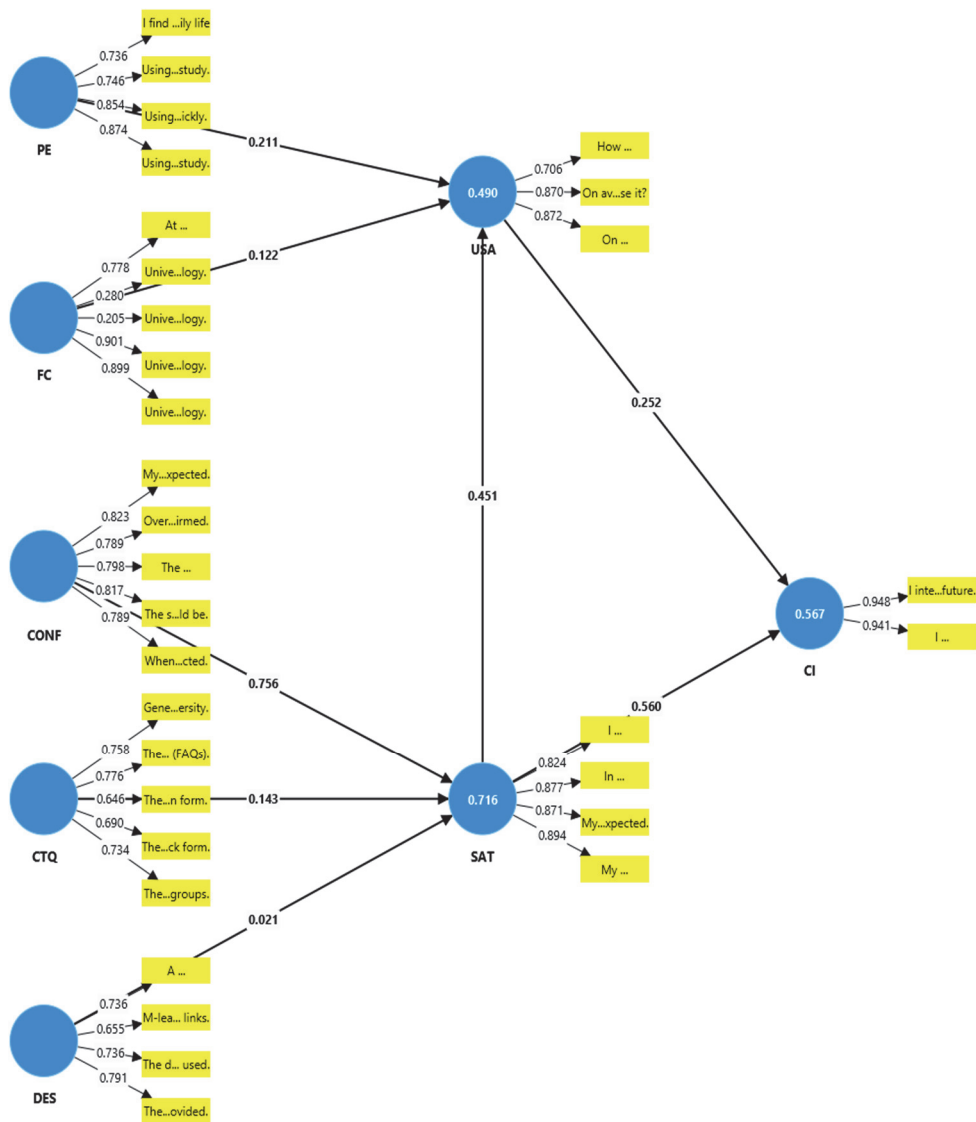 I find ...ily life
0.736
Using...study.
0.746
Using...ickly.
0.854
Using...study.
0.874
PE
0.211
At ...
0.778
Unive...logy.
0.280
Unive...logy.
0.205
Unive...logy.
0.901
Unive...logy.
0.899
FC
0.122
How ...
0.706
On av...se it?
0.870
On ...
0.872
0.490
USA
0.451
0.252
My...xpected.
0.823
Over...irmed.
0.789
The ...
0.798
The s...ld be.
0.817
When...cted.
0.789
CONF
0.756
I inte...future.
0.948
I ...
0.941
0.567
CI
0.560
Gene...ersity.
0.758
The... (FAQs).
0.776
The...n form.
0.646
The...ck form.
0.690
The...groups.
0.734
CTQ
0.143
I ...
0.824
In ...
0.877
My...xpected.
0.871
My ...
0.894
0.716
SAT
0.021
A ...
0.736
M-lea... links.
0.655
The d... used.
0.736
The...ovided.
0.791
DES